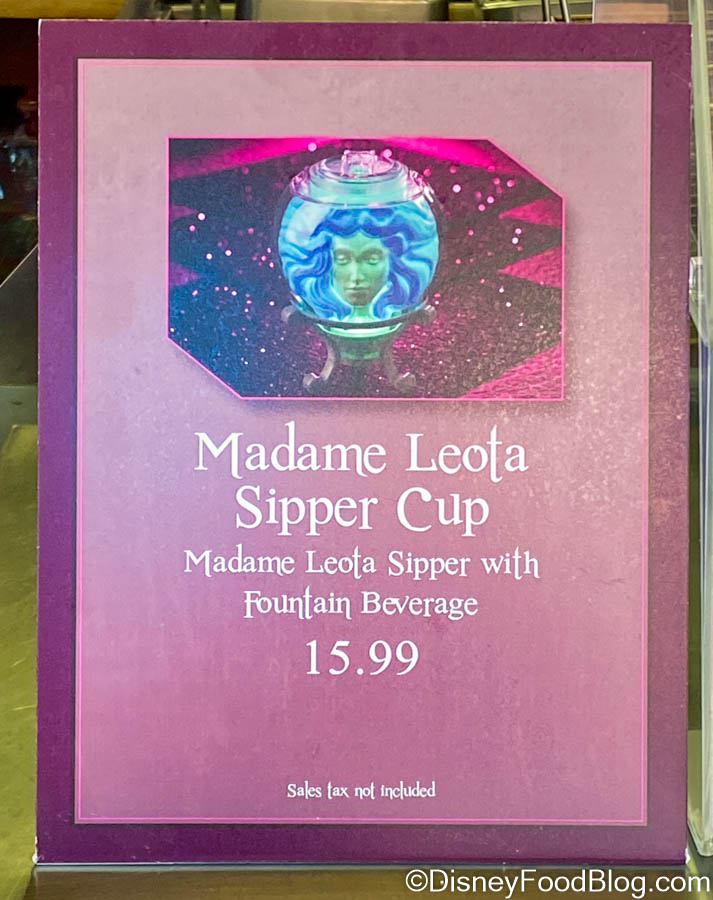 Madame Leota
Sipper Cup
Madame Leota Sipper with
Fountain Beverage
15.99
Sales tax not included
©DisneyFoodBlog.com